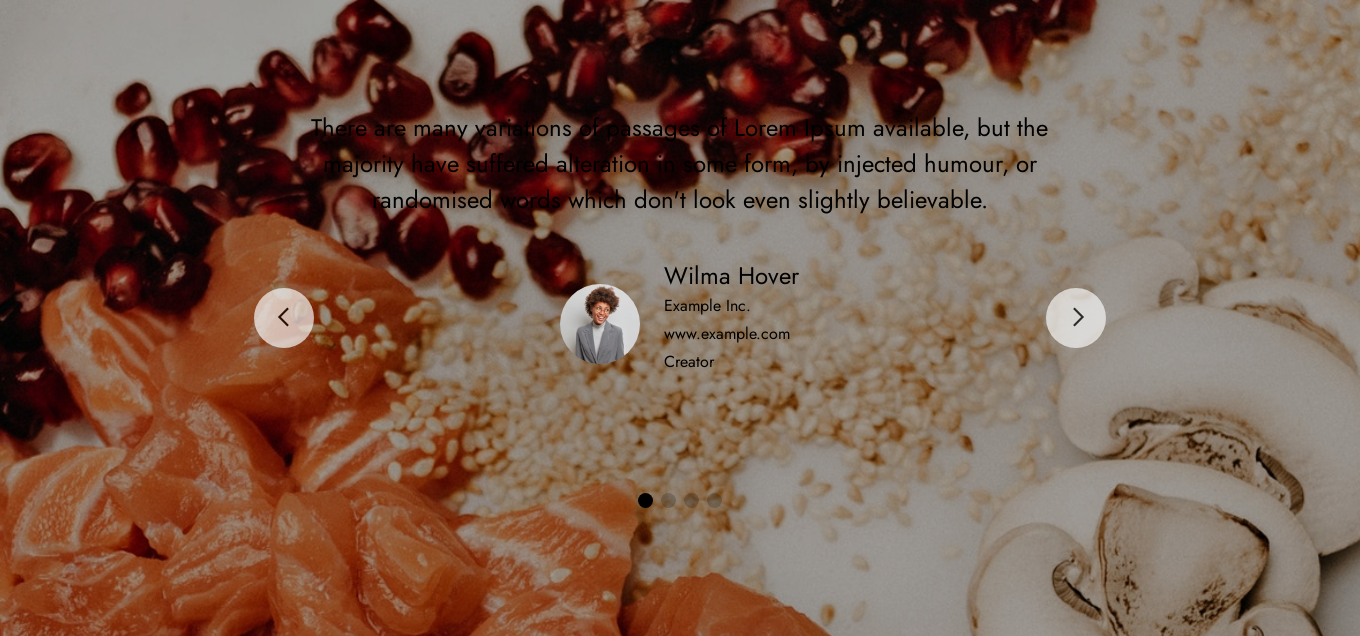 There are many variations of passages of Lorem Ipsum available, but the
majority have suffered alteration in some form, by injected humour, or
randomised words which don't look even slightly believable.
Wilma Hover
Example Inc.
www.example.com
Creator